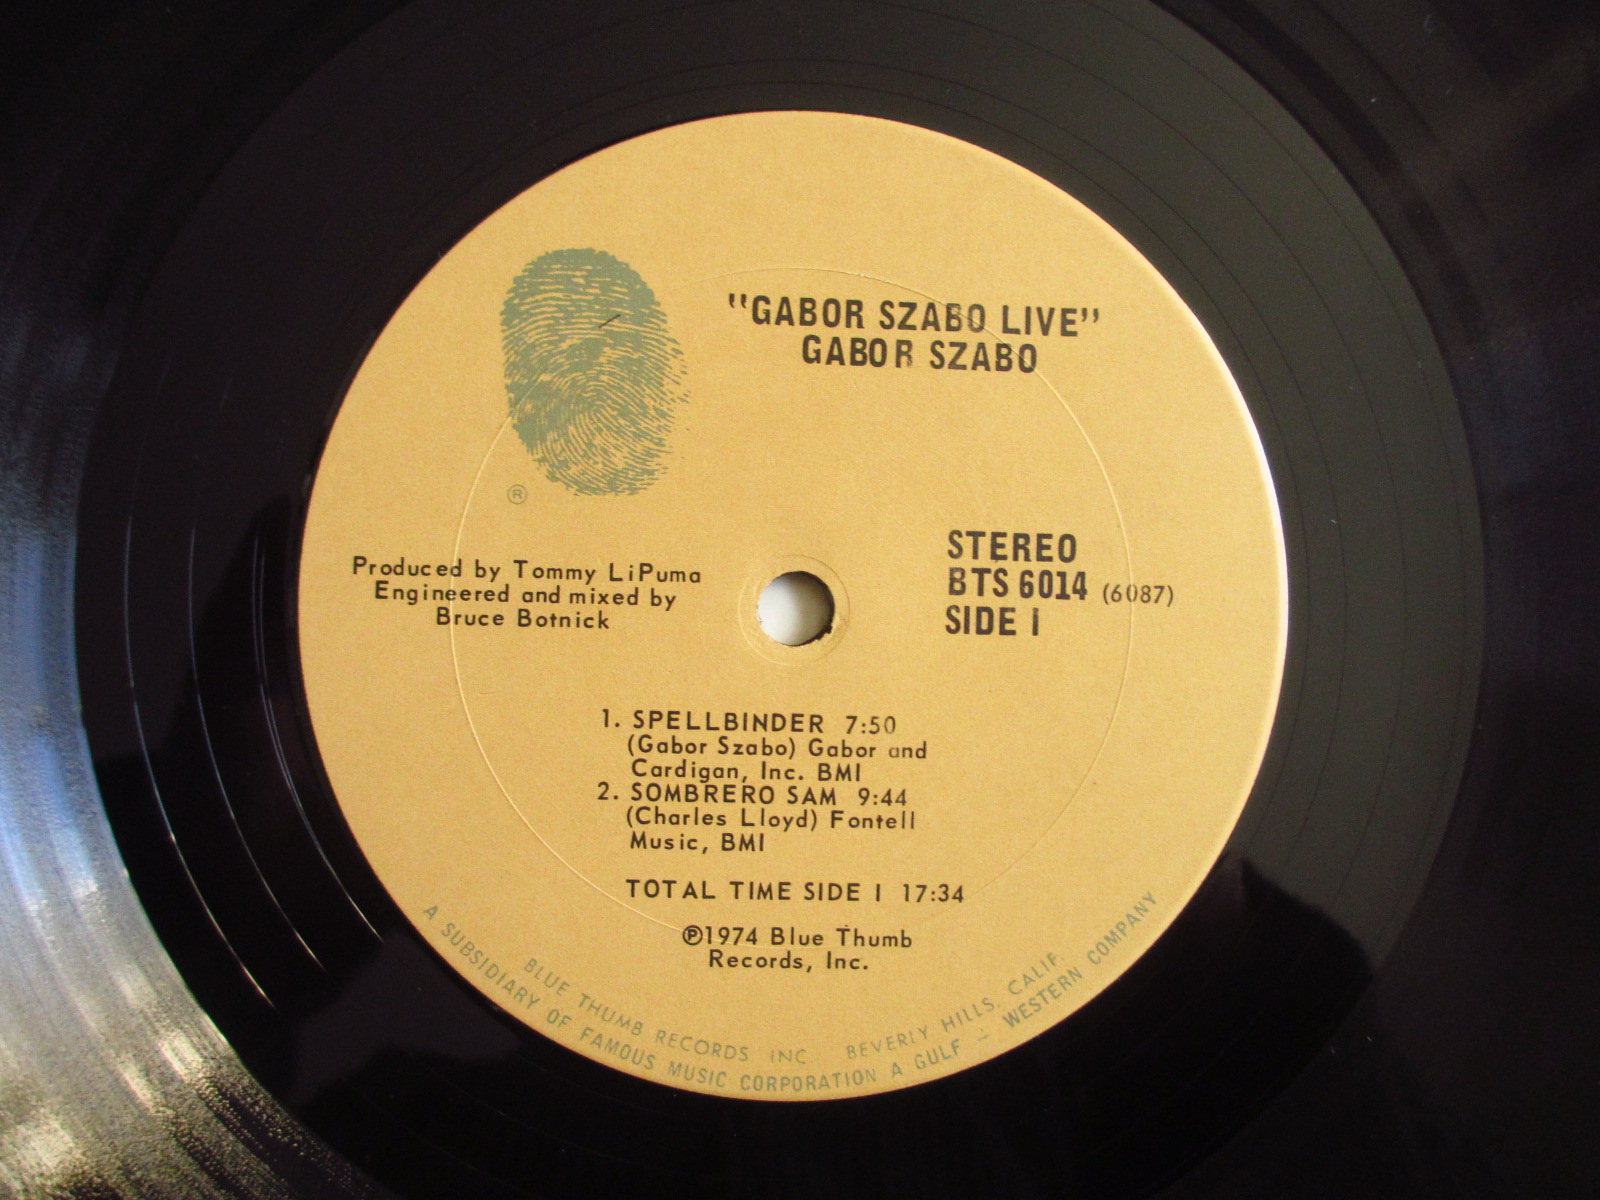 "GABOR SZABO LIVE"
GABOR SZABO
®
Produced by Tommy LiPuma
Engineered and mixed by
Bruce Botnick
STEREO
BTS 6014 (6087)
SIDE I
1. SPELLBINDER 7:50
(Gabor Szabo) Gabor and
Cardigan, Inc. BMI
2. SOMBRERO SAM 9:44
(Charles Lloyd) Fontell
Music, BMI
TOTAL TIME SIDE I 17:34
℗1974 Blue Thumb
Records, Inc.
BLUE THUMB RECORDS INC BEVERLY HILLS, CALIF.
A SUBSIDIARY OF FAMOUS MUSIC CORPORATION A GULF - WESTERN COMPANY